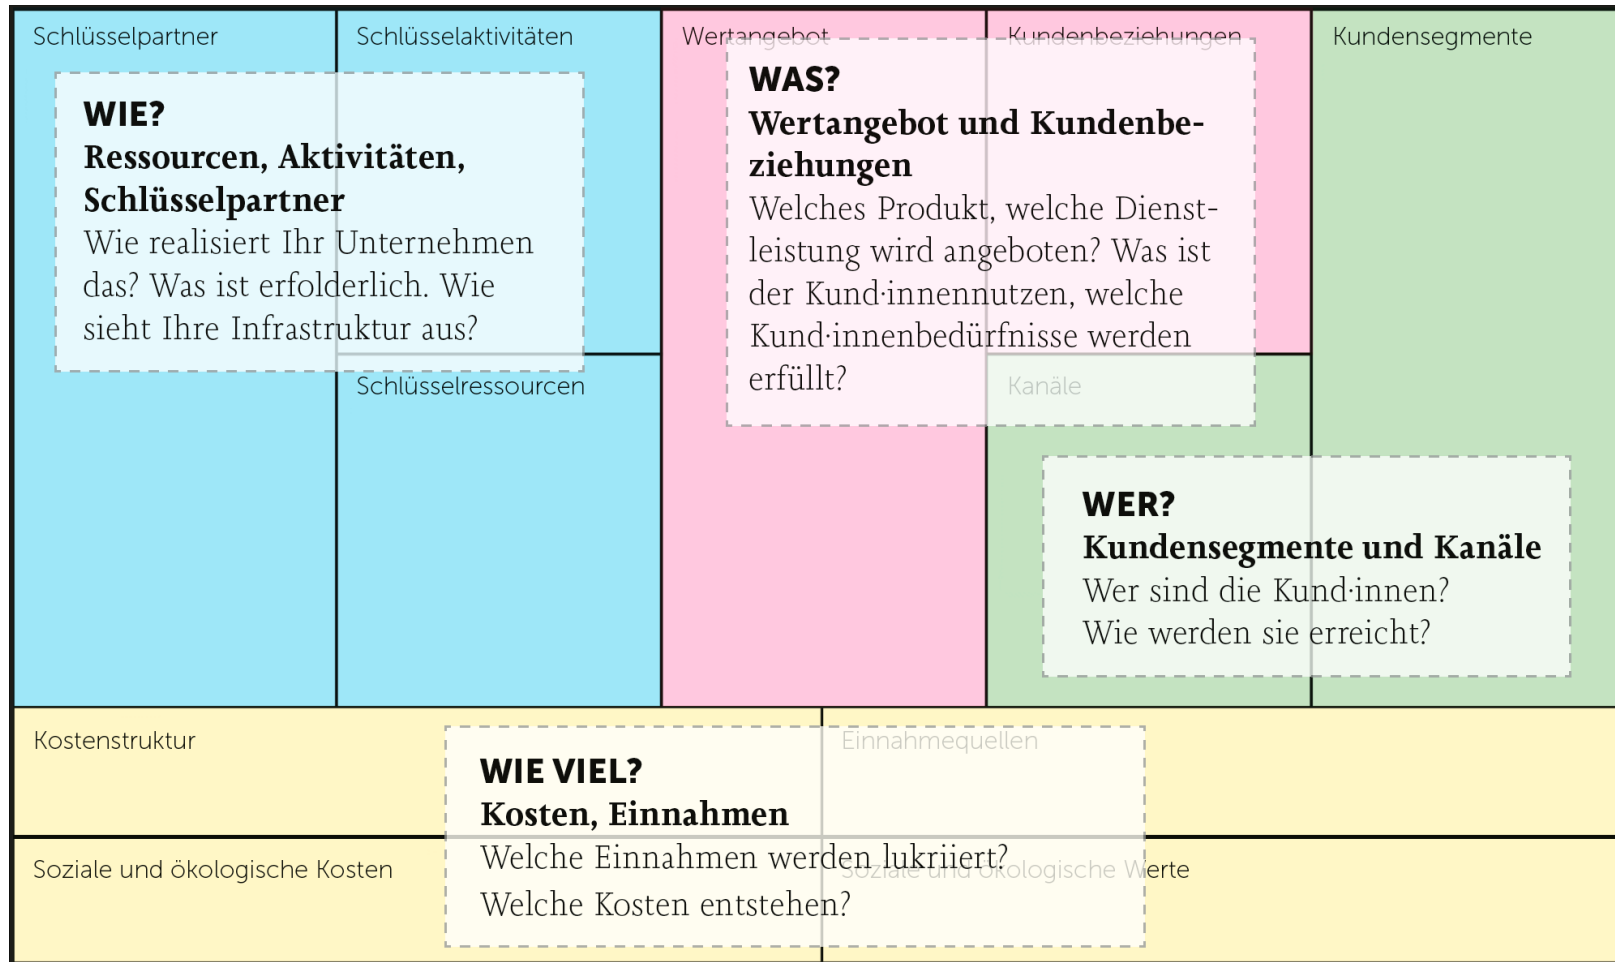 Schlüsselpartner
Schlüsselaktivitäten
Wertangebot
Kundenbeziehungen
Kundensegmente
WIE?
Ressourcen, Aktivitäten,
Schlüsselpartner
Wie realisiert Ihr Unternehmen
das? Was ist erfolderlich. Wie
sieht Ihre Infrastruktur aus?
Schlüsselressourcen
WAS?
Wertangebot und Kundenbe-
ziehungen
Welches Produkt, welche Dienst-
leistung wird angeboten? Was ist
der Kund·innennutzen, welche
Kund·innenbedürfnisse werden
erfüllt?
Kanäle
WER?
Kundensegmente und Kanäle
Wer sind die Kund·innen?
Wie werden sie erreicht?
Kostenstruktur
Einnahmequellen
WIE VIEL?
Kosten, Einnahmen
Welche Einnahmen werden lukriiert?
Welche Kosten entstehen?
Soziale und ökologische Kosten
Soziale und ökologische Werte